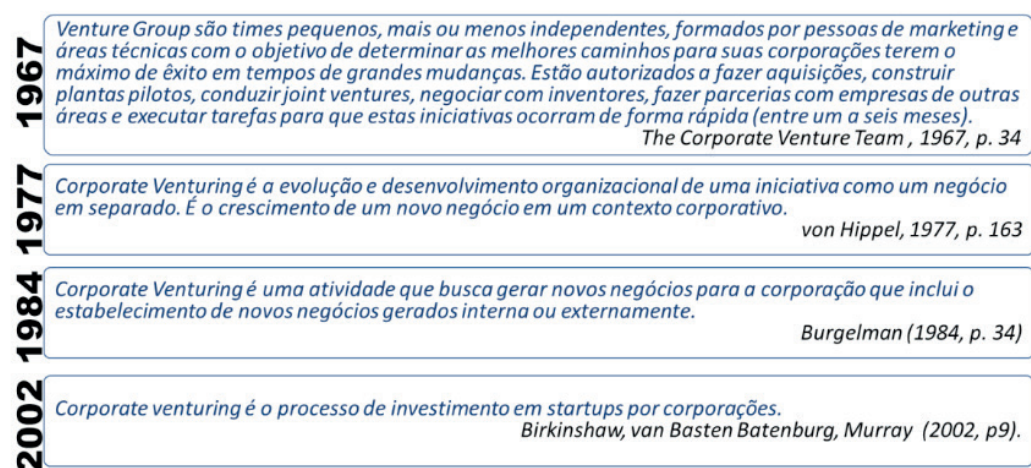 1967
Venture Group são times pequenos, mais ou menos independentes, formados por pessoas de marketing e
áreas técnicas com o objetivo de determinar as melhores caminhos para suas corporações terem o
máximo de êxito em tempos de grandes mudanças. Estão autorizados a fazer aquisições, construir
plantas pilotos, conduzir joint ventures, negociar com inventores, fazer parcerias com empresas de outras
áreas e executar tarefas para que estas iniciativas ocorram de forma rápida (entre um a seis meses).
The Corporate Venture Team , 1967, p. 34
1977
Corporate Venturing é a evolução e desenvolvimento organizacional de uma iniciativa como um negócio
em separado. É o crescimento de um novo negócio em um contexto corporativo.
von Hippel, 1977, p. 163
1984
Corporate Venturing é uma atividade que busca gerar novos negócios para a corporação que inclui o
estabelecimento de novos negócios gerados interna ou externamente.
Burgelman (1984, p. 34)
2002
Corporate venturing é o processo de investimento em startups por corporações.
Birkinshaw, van Basten Batenburg, Murray (2002, p9).